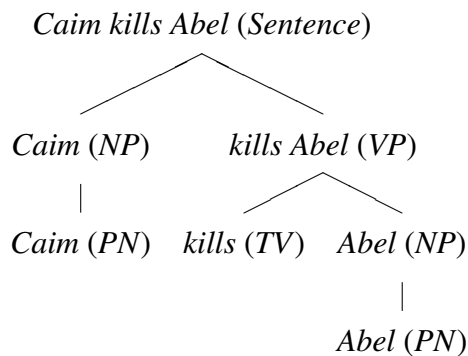 Caim kills Abel (Sentence)
Caim (NP) kills Abel (VP)
Caim (PN) kills (TV) Abel (NP)
Abel (PN)